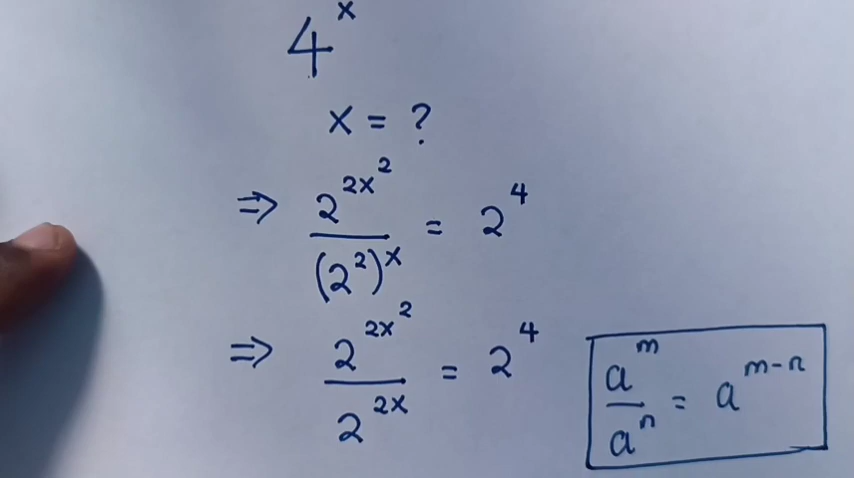 4^x
x = ?
⇒ 2^{2x^2} / (2^2)^x = 2^4
⇒ 2^{2x^2} / 2^{2x} = 2^4
a^m / a^n = a^{m-n}